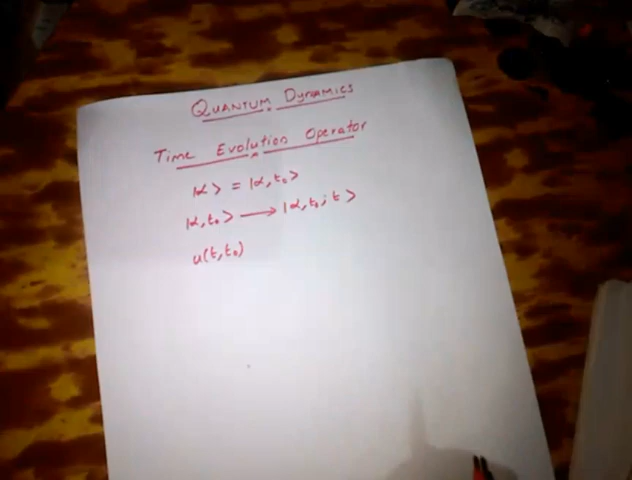 QUANTUM DYNAMICS
Time Evolution Operator
|α> = |α, t₀>
|α, t₀> ⟶ |α, t₀; t>
u(t, t₀)